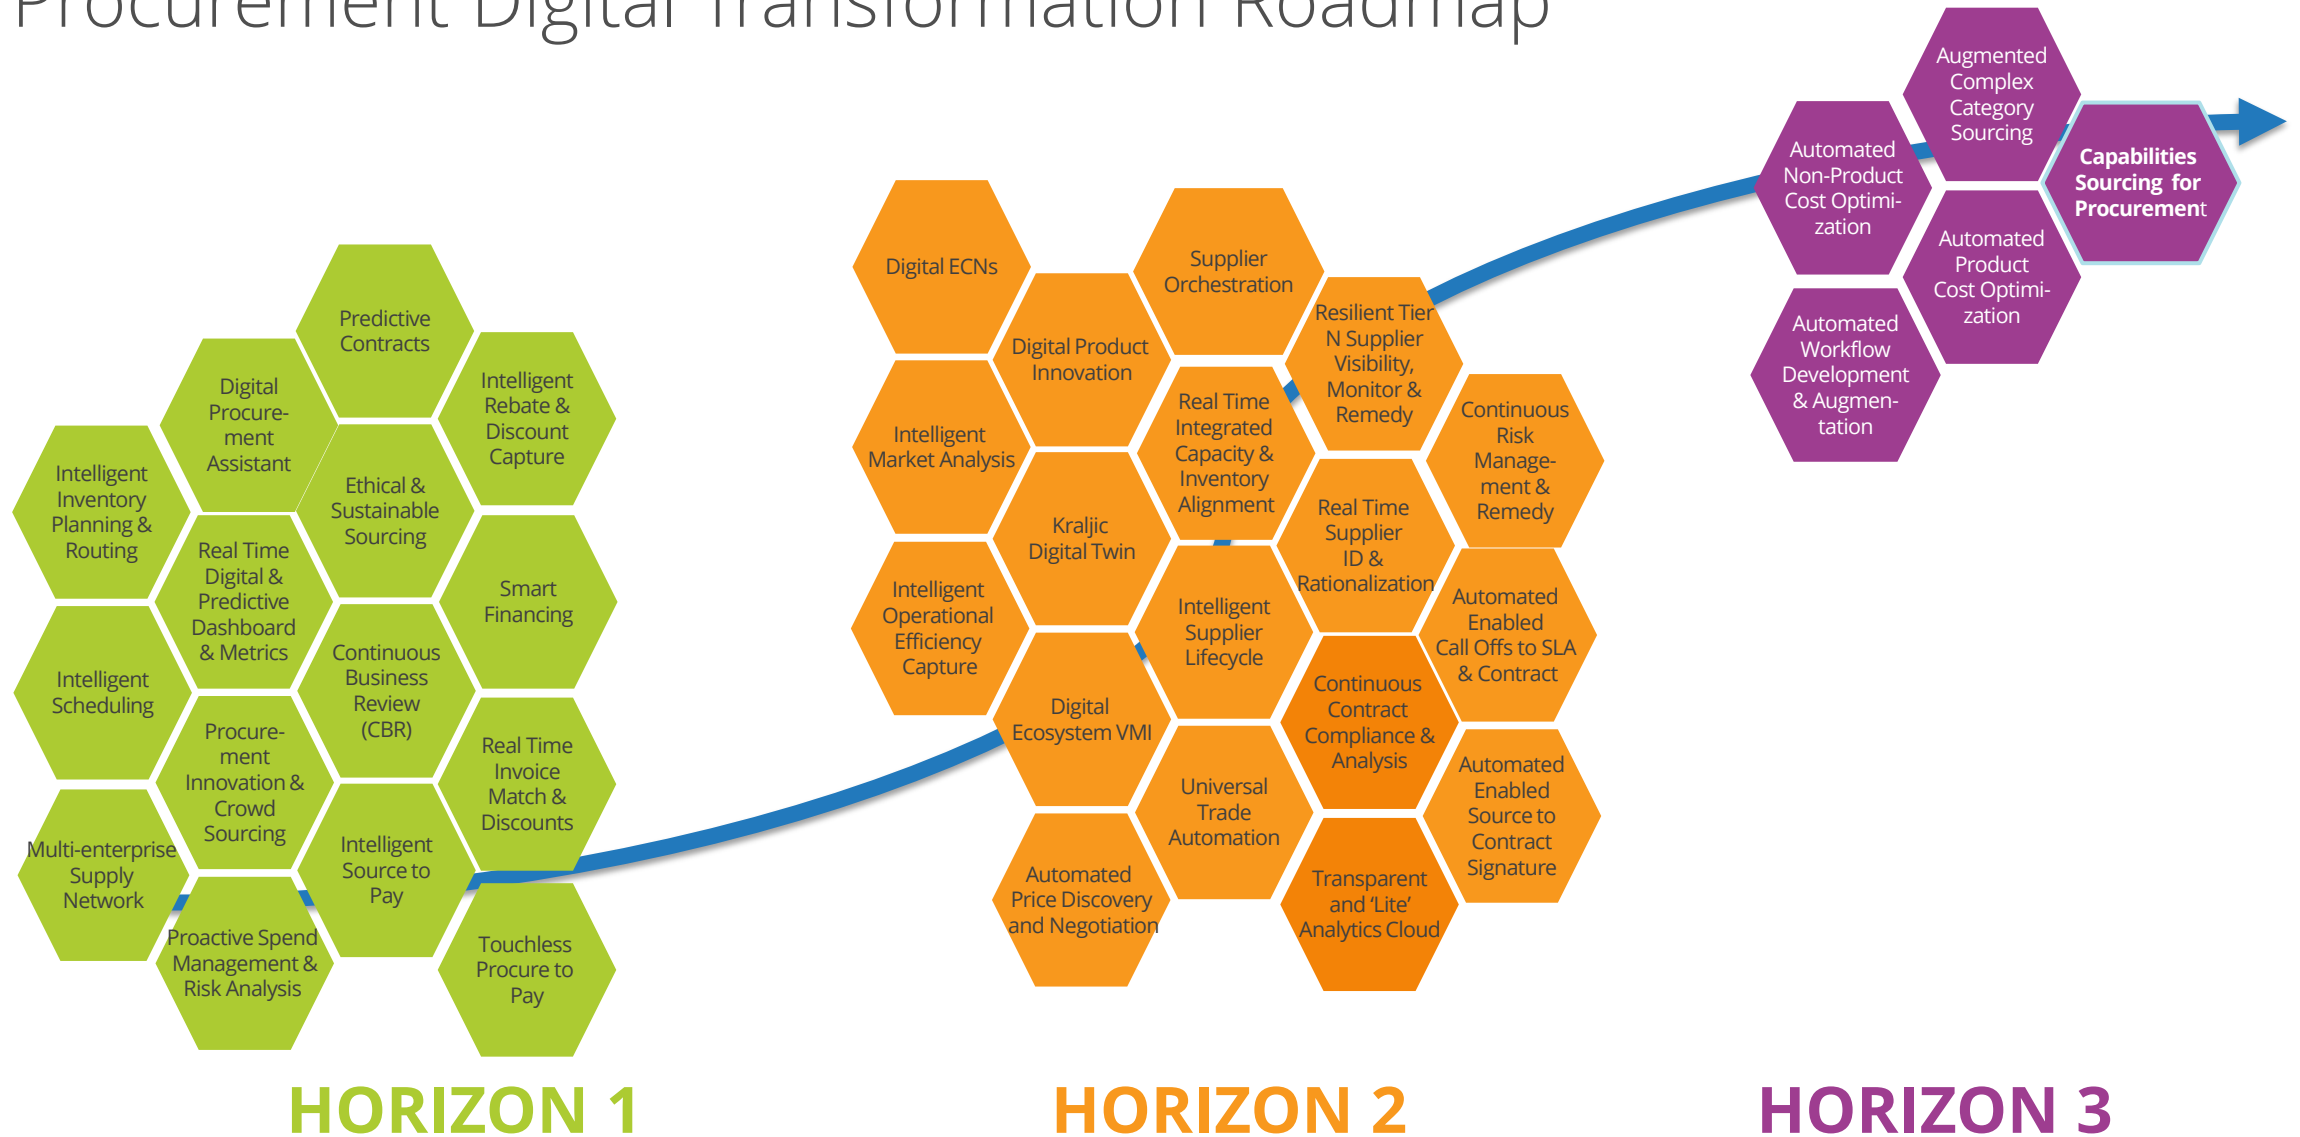 Procurement Digital Transformation Roadmap
Predictive
Contracts
Digital
Procure-
ment
Assistant
Intelligent
Rebate &
Discount
Capture
Intelligent
Inventory
Planning &
Routing
Ethical &
Sustainable
Sourcing
Real Time
Digital &
Predictive
Dashboard
& Metrics
Smart
Financing
Intelligent
Scheduling
Continuous
Business
Review
(CBR)
Procure-
ment
Innovation &
Crowd
Sourcing
Real Time
Invoice
Match &
Discounts
Multi-enterprise
Supply
Network
Intelligent
Source to
Pay
Proactive Spend
Management &
Risk Analysis
Touchless
Procure to
Pay
HORIZON 1
Digital ECNs
Supplier
Orchestration
Digital Product
Innovation
Resilient Tier
N Supplier
Visibility,
Monitor &
Remedy
Intelligent
Market Analysis
Real Time
Integrated
Capacity &
Inventory
Alignment
Continuous
Risk
Manage-
ment &
Remedy
Kraljic
Digital Twin
Real Time
Supplier
ID &
Rationalization
Intelligent
Operational
Efficiency
Capture
Intelligent
Supplier
Lifecycle
Automated
Enabled
Call Offs to SLA
& Contract
Digital
Ecosystem VMI
Continuous
Contract
Compliance &
Analysis
Universal
Trade
Automation
Automated
Enabled
Source to
Contract
Signature
Automated
Price Discovery
and Negotiation
Transparent
and ‘Lite’
Analytics Cloud
HORIZON 2
Augmented
Complex
Category
Sourcing
Automated
Non-Product
Cost Optimi-
zation
Capabilities
Sourcing for
Procurement
Automated
Product
Cost Optimi-
zation
Automated
Workflow
Development
& Augmen-
tation
HORIZON 3